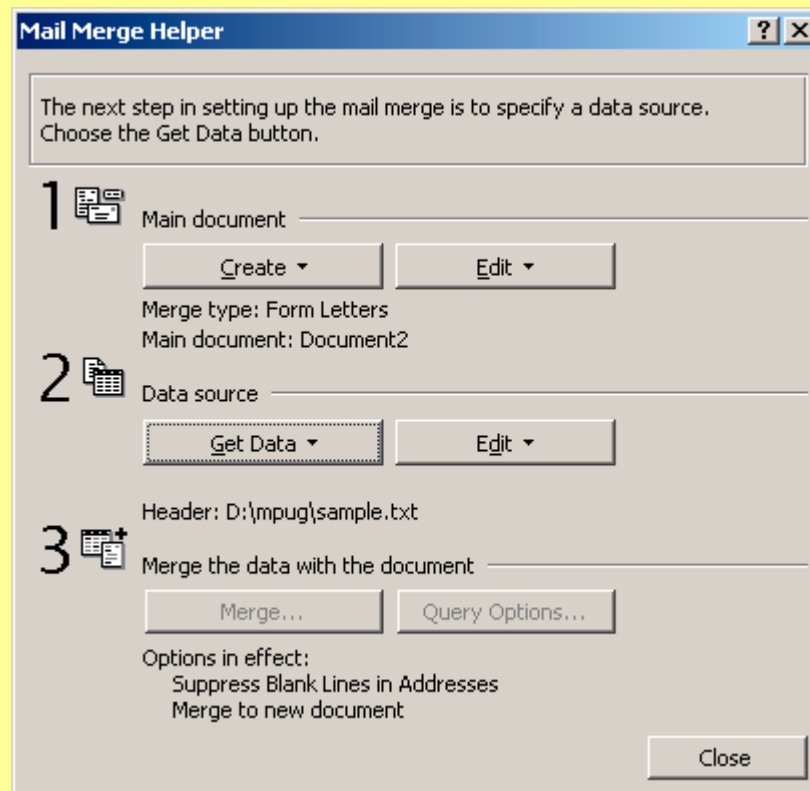 Mail Merge Helper
The next step in setting up the mail merge is to specify a data source.
Choose the Get Data button.
1
Main document
Create Edit
Merge type: Form Letters
Main document: Document2
2
Data source
Get Data Edit
Header: D:\mpug\sample.txt
3
Merge the data with the document
Merge... Query Options...
Options in effect:
Suppress Blank Lines in Addresses
Merge to new document
Close